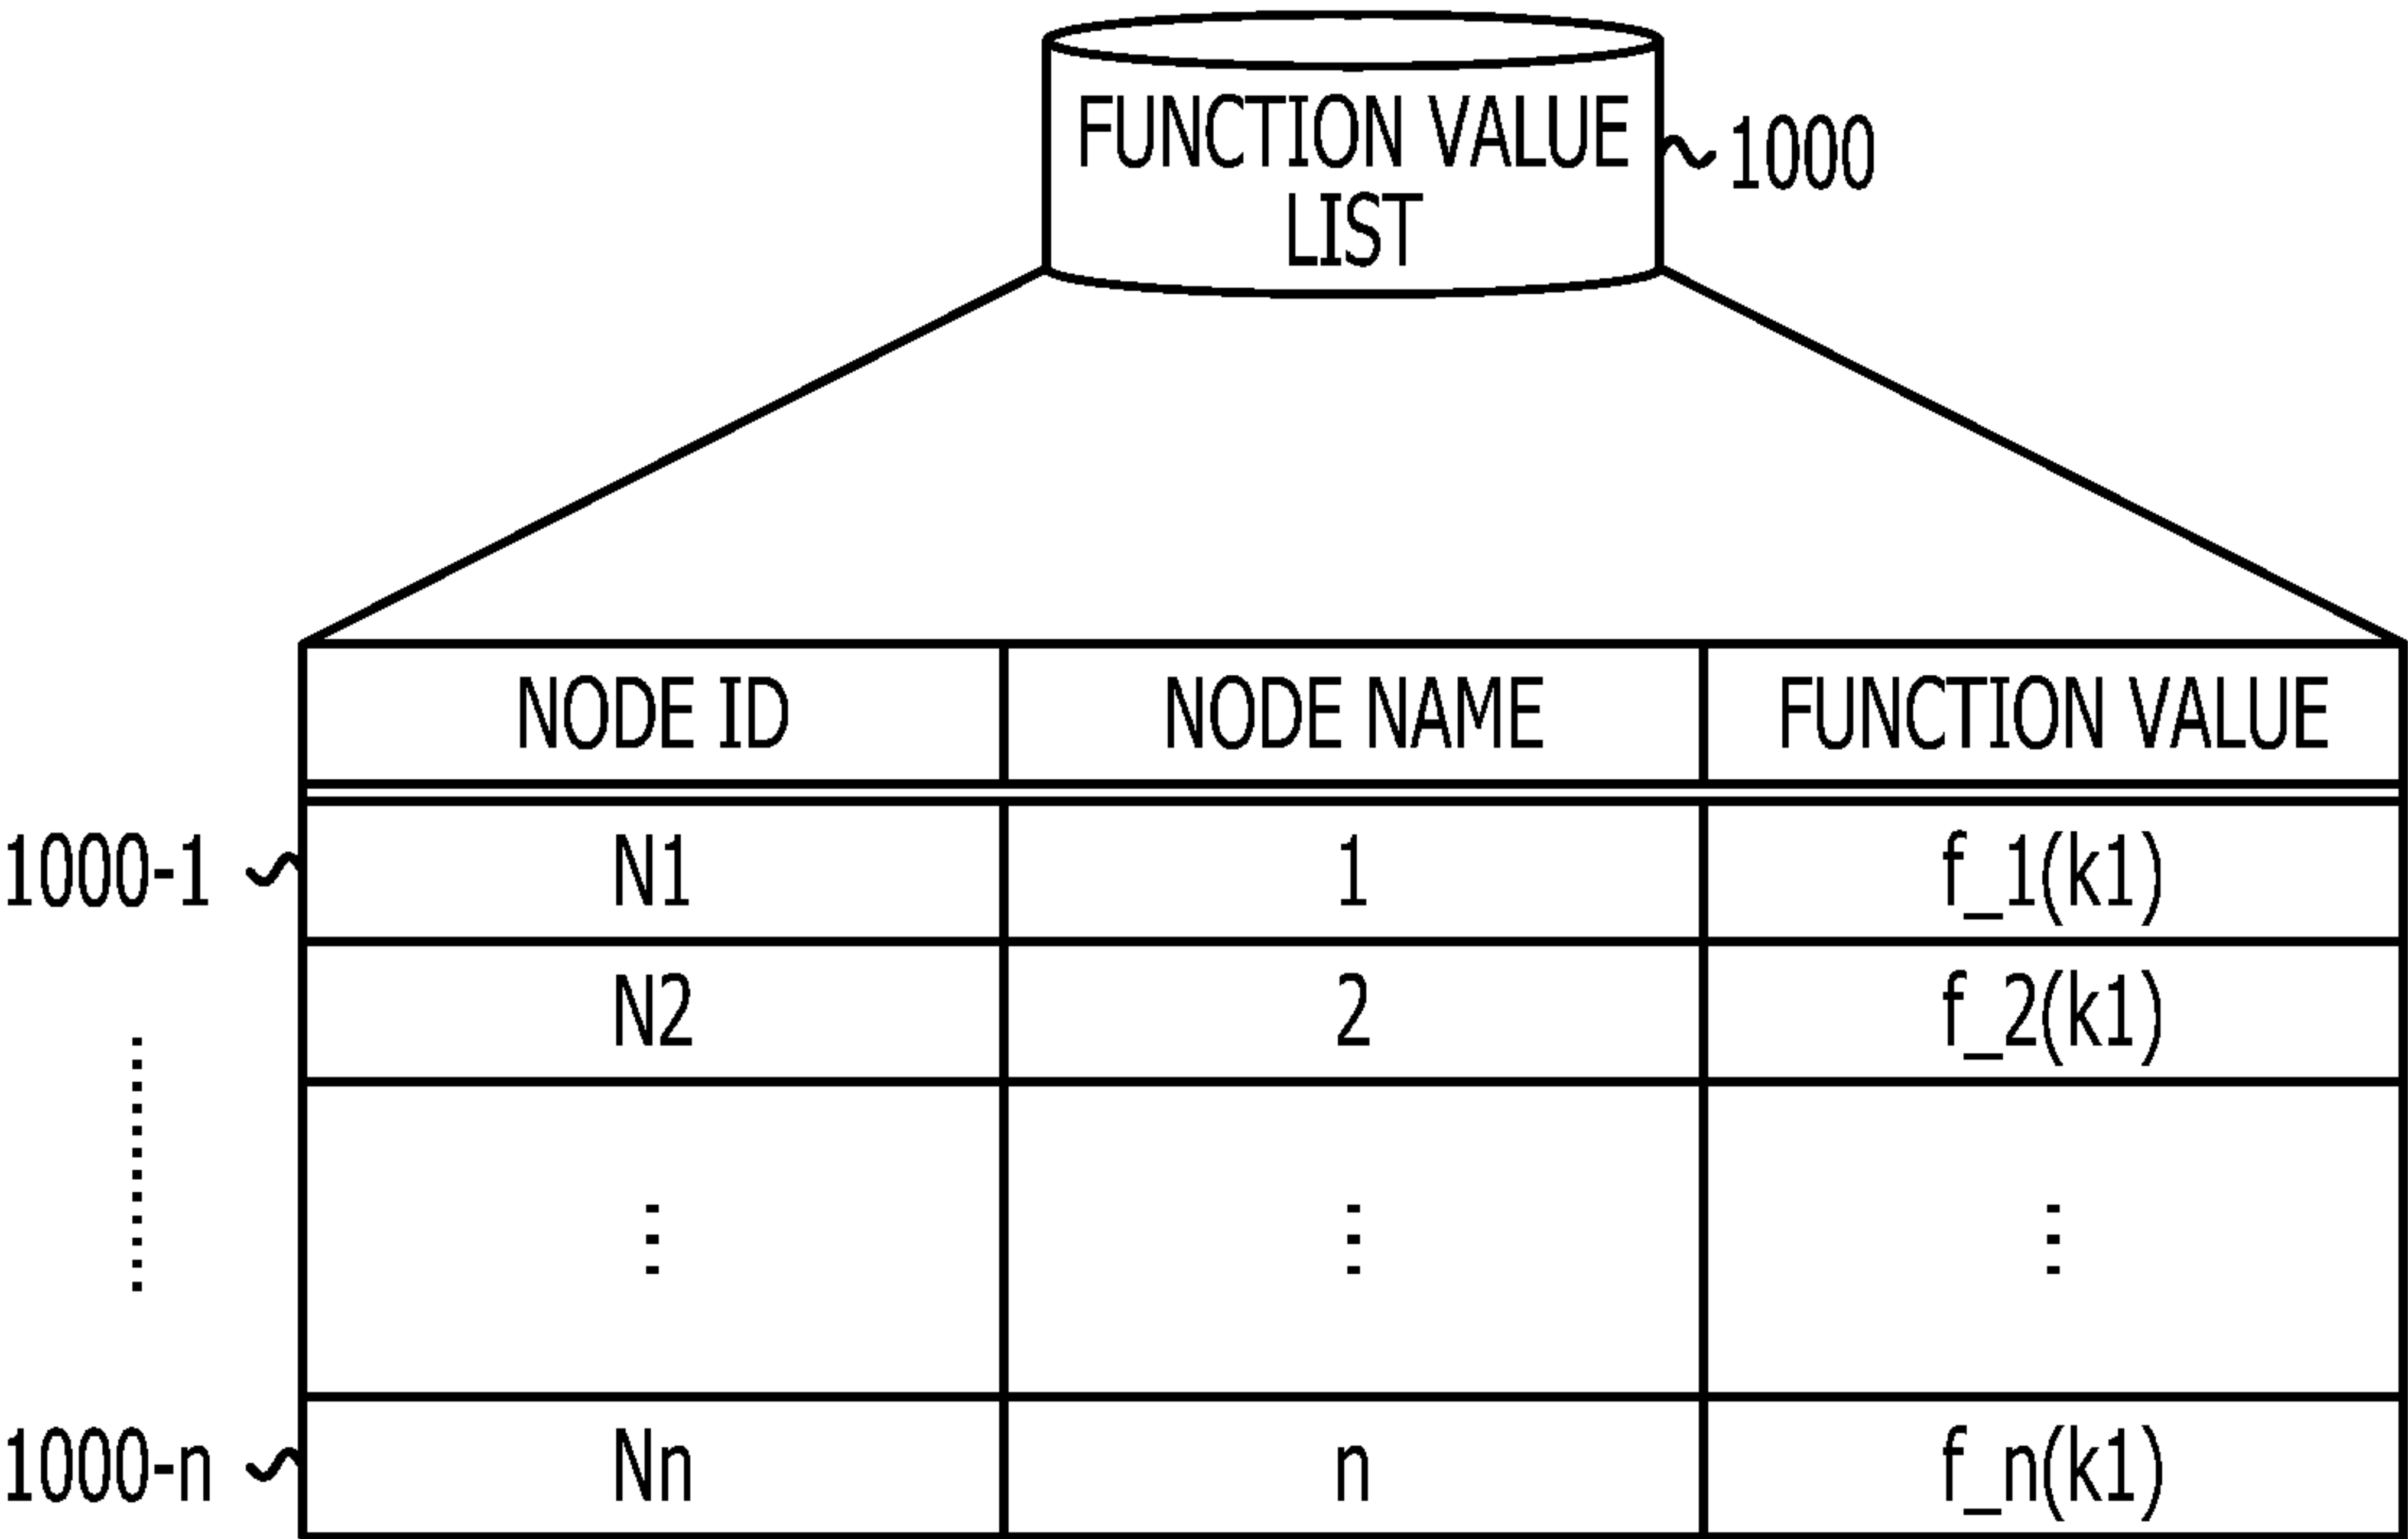 FUNCTION VALUE
LIST
1000
NODE ID NODE NAME FUNCTION VALUE
1000-1 N1 1 f_1(k1)
N2 2 f_2(k1)
⋮ ⋮ ⋮
1000-n Nn n f_n(k1)